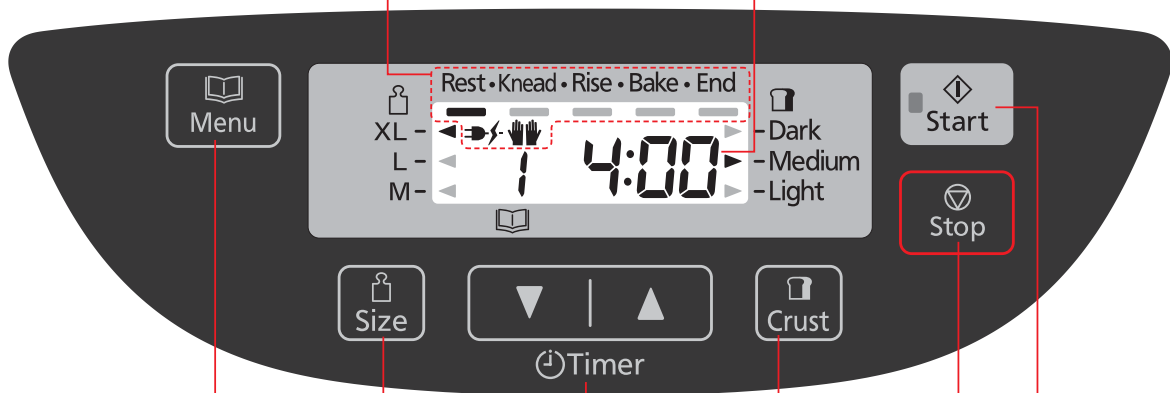 Rest • Knead • Rise • Bake • End
Menu
XL –
L –
M –
1 4:00
– Dark
– Medium
– Light
Start
Stop
Size
Timer
Crust